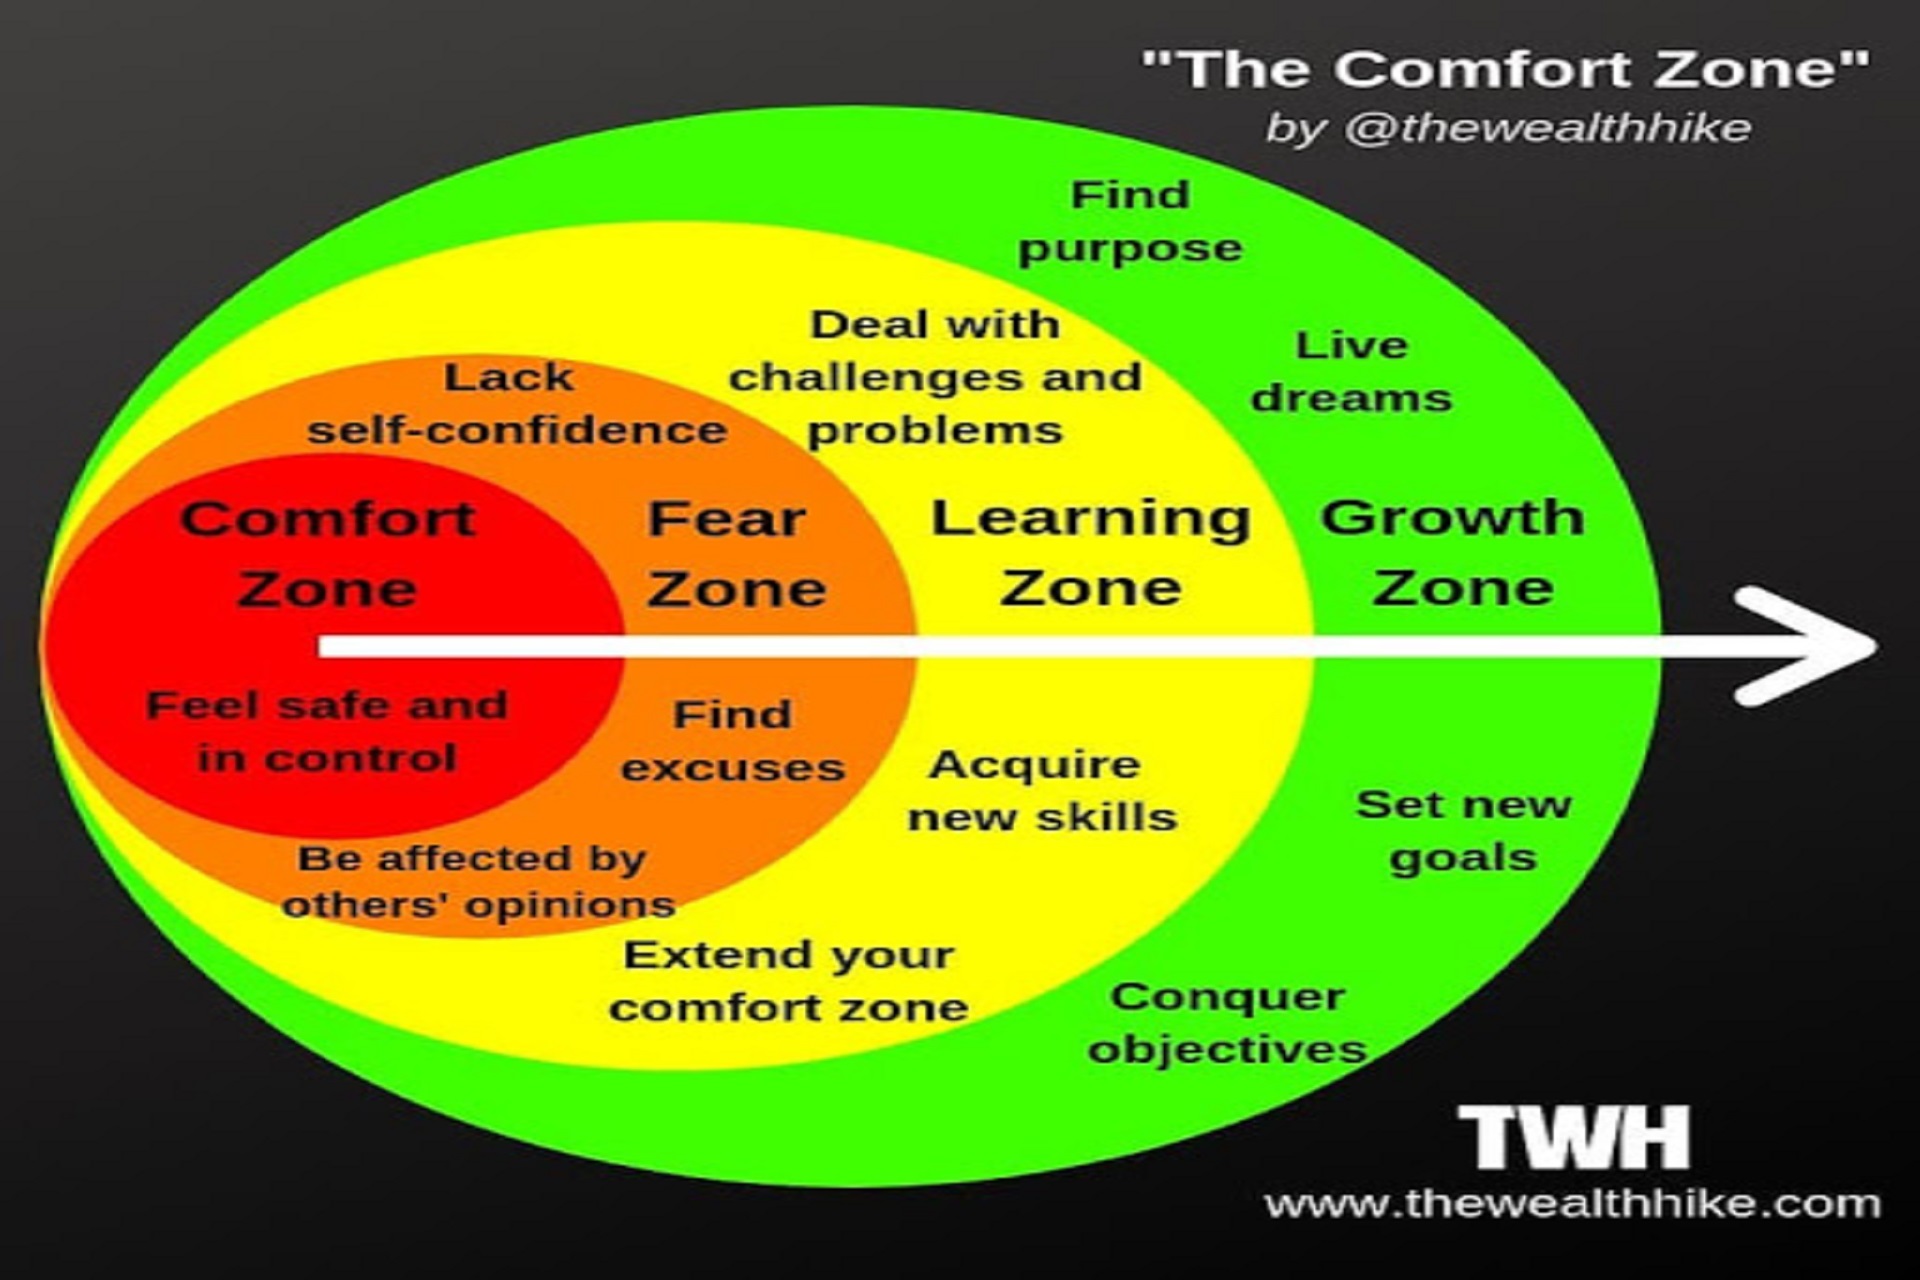 "The Comfort Zone"
by @thewealthhike
Find
purpose
Live
dreams
Deal with
challenges and
problems
Lack
self-confidence
Comfort
Zone
Fear
Zone
Learning
Zone
Growth
Zone
Feel safe and
in control
Find
excuses
Acquire
new skills
Set new
goals
Be affected by
others' opinions
Extend your
comfort zone
Conquer
objectives
TWH
www.thewealthhike.com